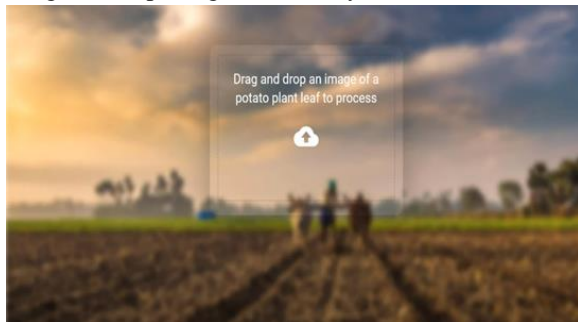 Drag and drop an image of a
potato plant leaf to process